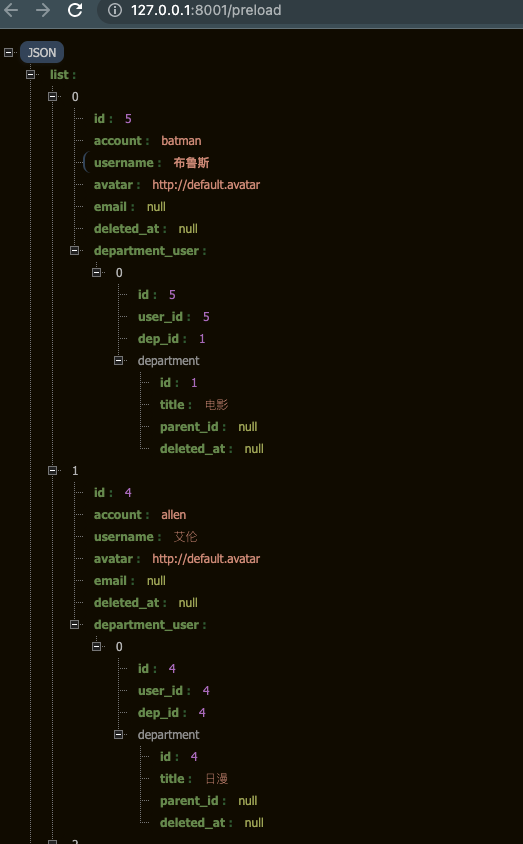 127.0.0.1:8001/preload
JSON
list :
0
id : 5
account : batman
username : 布鲁斯
avatar : http://default.avatar
email : null
deleted_at : null
department_user :
0
id : 5
user_id : 5
dep_id : 1
department
id : 1
title : 电影
parent_id : null
deleted_at : null
1
id : 4
account : allen
username : 艾伦
avatar : http://default.avatar
email : null
deleted_at : null
department_user :
0
id : 4
user_id : 4
dep_id : 4
department
id : 4
title : 日漫
parent_id : null
deleted_at : null